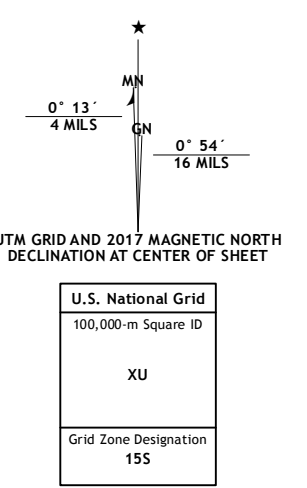 ★
MN
0° 13´
4 MILS
GN
0° 54´
16 MILS
UTM GRID AND 2017 MAGNETIC NORTH
DECLINATION AT CENTER OF SHEET
U.S. National Grid
100,000-m Square ID
XU
Grid Zone Designation
15S